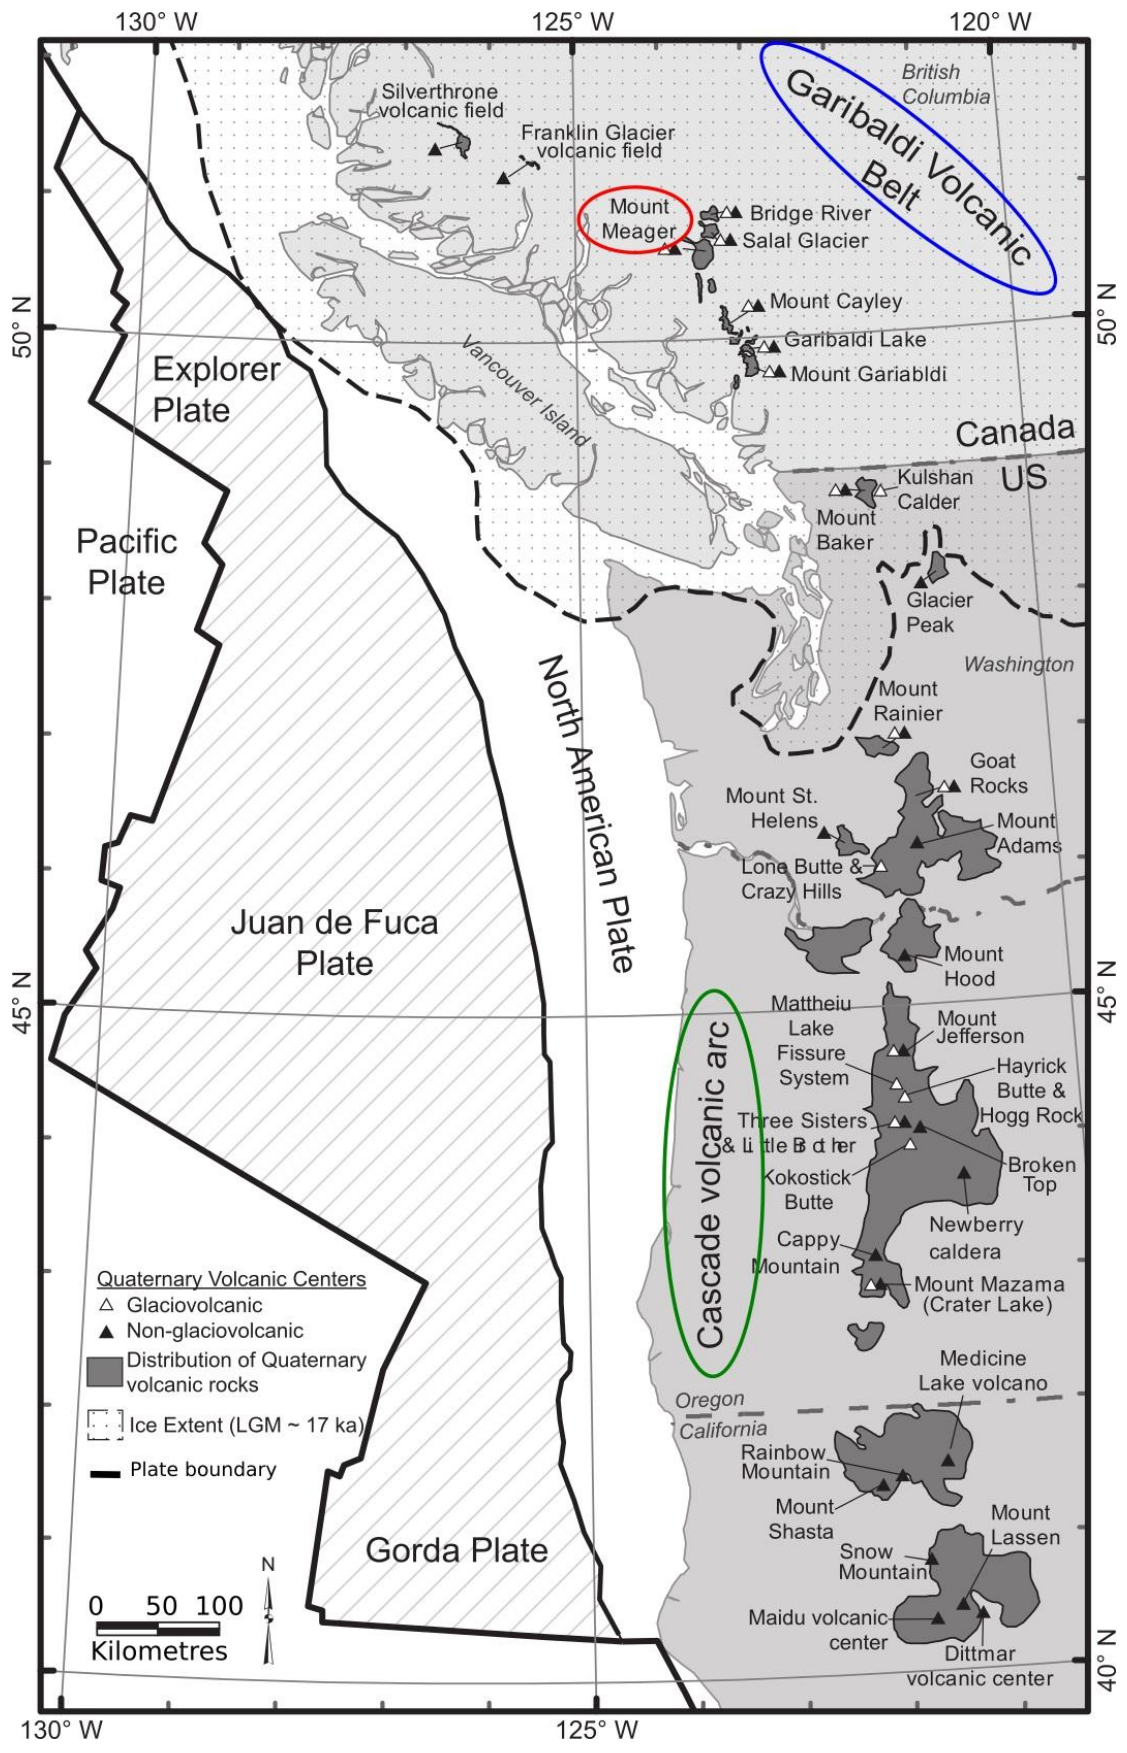 130° W
125° W
120° W
Silverthrone
volcanic field
Franklin Glacier
volcanic field
British
Columbia
Garibaldi Volcanic
Belt
Mount
Meager
Bridge River
Salal Glacier
Mount Cayley
Garibaldi Lake
Mount Gariabldi
50° N
50° N
Explorer
Plate
Vancouver Island
Canada
US
Kulshan
Calder
Mount
Baker
Pacific
Plate
Glacier
Peak
Washington
North American Plate
Mount
Rainier
Goat
Rocks
Mount St.
Helens
Mount
Adams
Lone Butte &
Crazy Hills
Juan de Fuca
Plate
Mount
Hood
45° N
45° N
Cascade volcanic arc
Mattheiu
Lake
Fissure
System
Mount
Jefferson
Hayrick
Butte &
Hogg Rock
Three Sisters
& Little Brother
Broken
Top
Kokostick
Butte
Newberry
caldera
Cappy
Mountain
Mount Mazama
(Crater Lake)
Quaternary Volcanic Centers
Glaciovolcanic
Non-glaciovolcanic
Distribution of Quaternary
volcanic rocks
Ice Extent (LGM ~ 17 ka)
Plate boundary
Medicine
Lake volcano
Oregon
California
Rainbow
Mountain
Mount
Shasta
Mount
Lassen
Snow
Mountain
Gorda Plate
N
0 50 100
Kilometres
Maidu volcanic
center
Dittmar
volcanic center
40° N
130° W
125° W